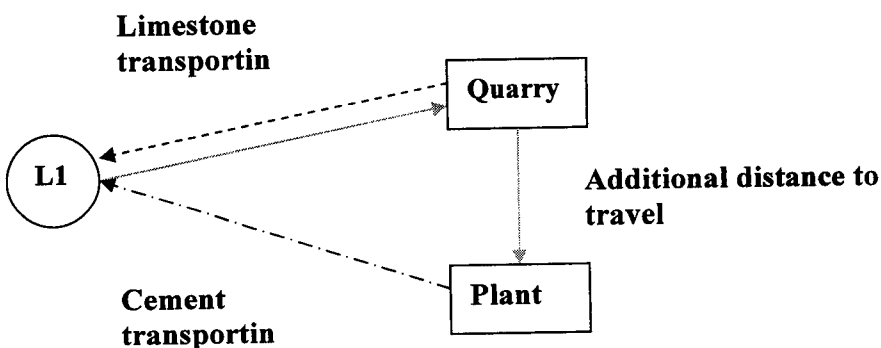 Limestone
transportin
Quarry
L1
Additional distance to
travel
Plant
Cement
transportin